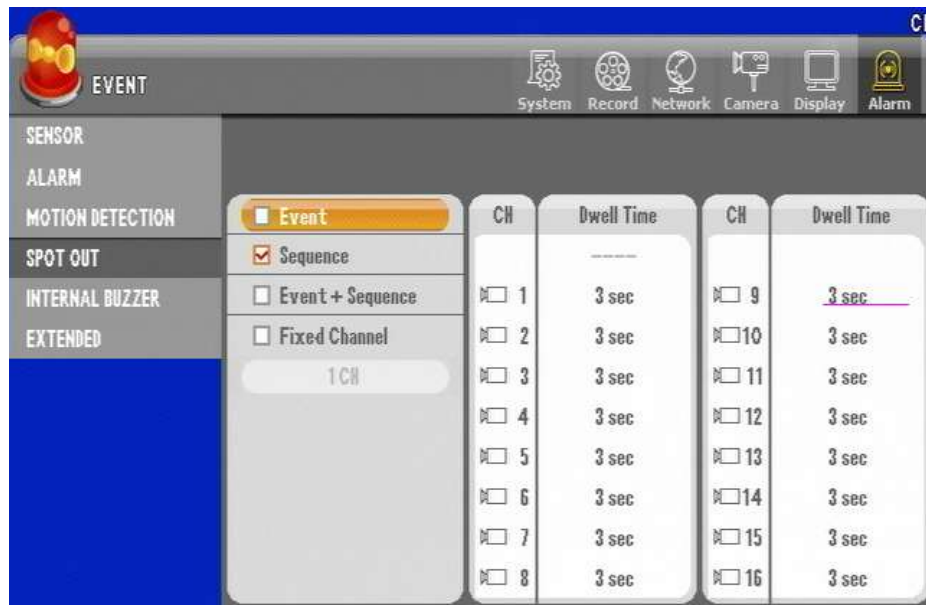 EVENT
System Record Network Camera Display Alarm
SENSOR
ALARM
MOTION DETECTION
SPOT OUT
INTERNAL BUZZER
EXTENDED
Event
Sequence
Event + Sequence
Fixed Channel
1 CH
CH Dwell Time CH Dwell Time
----
1 3 sec 9 3 sec
2 3 sec 10 3 sec
3 3 sec 11 3 sec
4 3 sec 12 3 sec
5 3 sec 13 3 sec
6 3 sec 14 3 sec
7 3 sec 15 3 sec
8 3 sec 16 3 sec